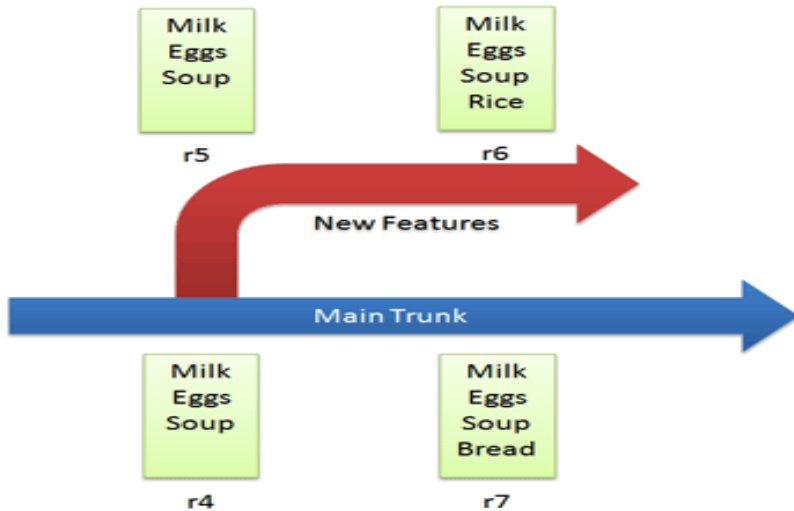 Milk
Eggs
Soup
r5
Milk
Eggs
Soup
Rice
r6
New Features
Main Trunk
Milk
Eggs
Soup
r4
Milk
Eggs
Soup
Bread
r7